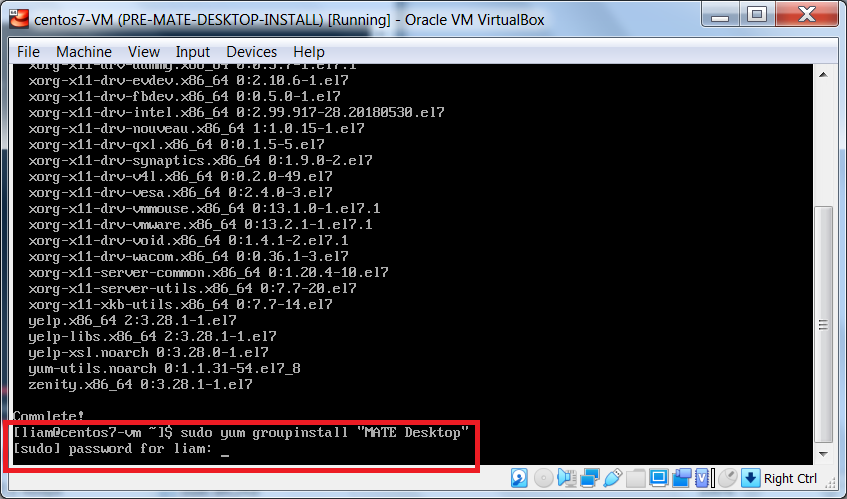 centos7-VM (PRE-MATE-DESKTOP-INSTALL) [Running] - Oracle VM VirtualBox
File Machine View Input Devices Help
xorg-x11-drv-dummy.x86_64 0:0.3.7-1.el7.1
xorg-x11-drv-evdev.x86_64 0:2.10.6-1.el7
xorg-x11-drv-fbdev.x86_64 0:0.5.0-1.el7
xorg-x11-drv-intel.x86_64 0:2.99.917-28.20180530.el7
xorg-x11-drv-nouveau.x86_64 1:1.0.15-1.el7
xorg-x11-drv-qxl.x86_64 0:0.1.5-5.el7
xorg-x11-drv-synaptics.x86_64 0:1.9.0-2.el7
xorg-x11-drv-v4l.x86_64 0:0.2.0-49.el7
xorg-x11-drv-vesa.x86_64 0:2.4.0-3.el7
xorg-x11-drv-vmmouse.x86_64 0:13.1.0-1.el7.1
xorg-x11-drv-vmware.x86_64 0:13.2.1-1.el7.1
xorg-x11-drv-void.x86_64 0:1.4.1-2.el7.1
xorg-x11-drv-wacom.x86_64 0:0.36.1-3.el7
xorg-x11-server-common.x86_64 0:1.20.4-10.el7
xorg-x11-server-utils.x86_64 0:7.7-20.el7
xorg-x11-xkb-utils.x86_64 0:7.7-14.el7
yelp.x86_64 2:3.28.1-1.el7
yelp-libs.x86_64 2:3.28.1-1.el7
yelp-xsl.noarch 0:3.28.0-1.el7
yum-utils.noarch 0:1.1.31-54.el7_8
zenity.x86_64 0:3.28.1-1.el7
Complete!
[liam@centos7-vm ~]$ sudo yum groupinstall "MATE Desktop"
[sudo] password for liam: _
Right Ctrl